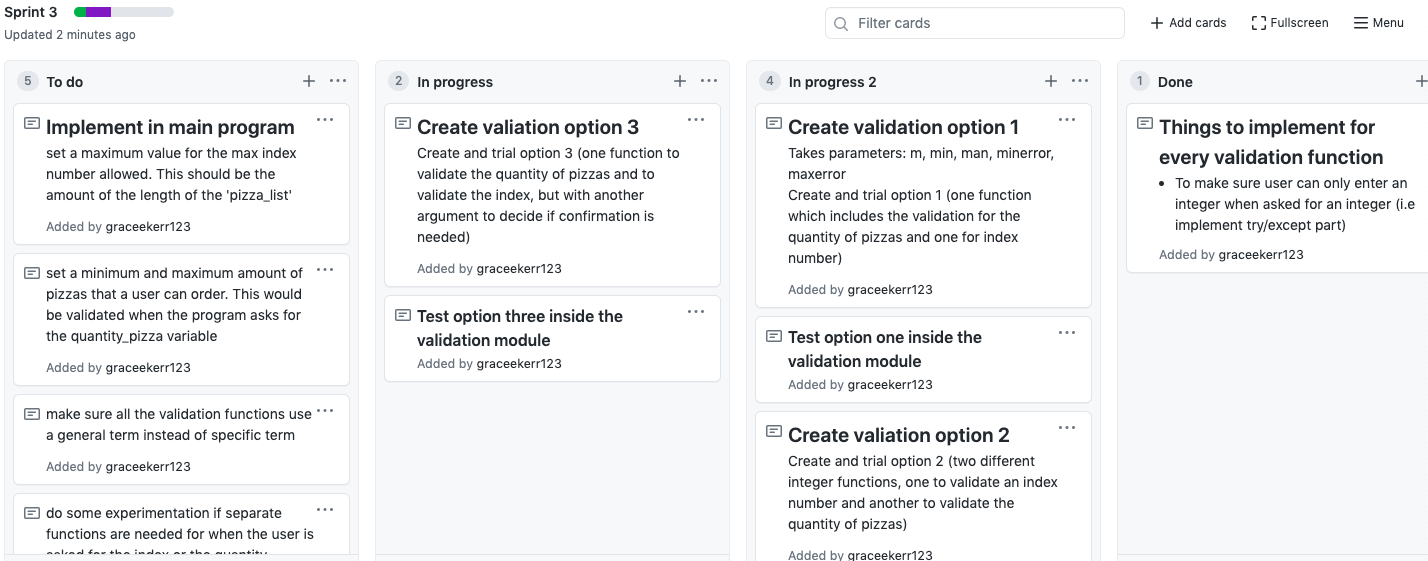 Sprint 3
Updated 2 minutes ago
Filter cards
Add cards
Fullscreen
Menu
5 To do
Implement in main program
set a maximum value for the max index
number allowed. This should be the
amount of the length of the 'pizza_list'
Added by graceekerr123
set a minimum and maximum amount of
pizzas that a user can order. This would
be validated when the program asks for
the quantity_pizza variable
Added by graceekerr123
make sure all the validation functions use
a general term instead of specific term
Added by graceekerr123
do some experimentation if separate
functions are needed for when the user is
asked for the index or the quantity
2 In progress
Create valiation option 3
Create and trial option 3 (one function to
validate the quantity of pizzas and to
validate the index, but with another
argument to decide if confirmation is
needed)
Added by graceekerr123
Test option three inside the
validation module
Added by graceekerr123
4 In progress 2
Create validation option 1
Takes parameters: m, min, man, minerror,
maxerror
Create and trial option 1 (one function
which includes the validation for the
quantity of pizzas and one for index
number)
Added by graceekerr123
Test option one inside the
validation module
Added by graceekerr123
Create valiation option 2
Create and trial option 2 (two different
integer functions, one to validate an index
number and another to validate the
quantity of pizzas)
Added by graceekerr123
1 Done
Things to implement for
every validation function
• To make sure user can only enter an
integer when asked for an integer (i.e
implement try/except part)
Added by graceekerr123